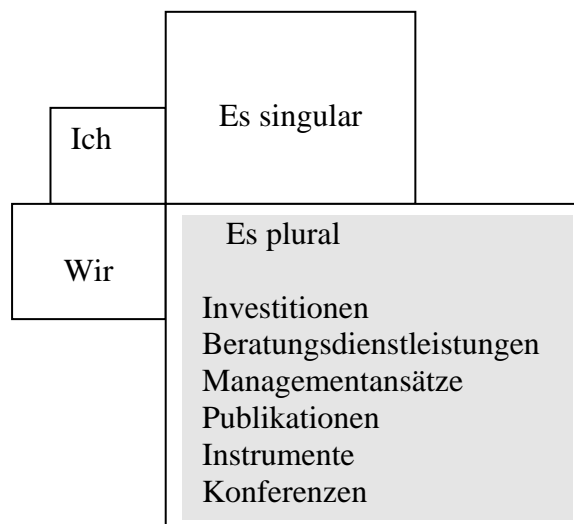 Es singular
Ich
Wir
Es plural
Investitionen
Beratungsdienstleistungen
Managementansätze
Publikationen
Instrumente
Konferenzen